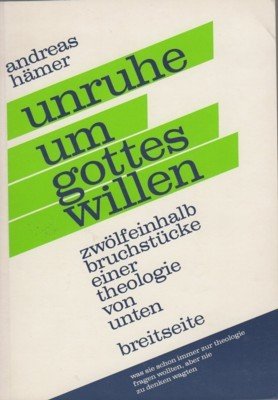 andreas
hämer
unruhe
um
gottes
willen
zwölfeinhalb
bruchstücke
einer
theologie
von
unten
breitseite
was sie schon immer zur theologie
fragen wollten, aber nie
zu denken wagten